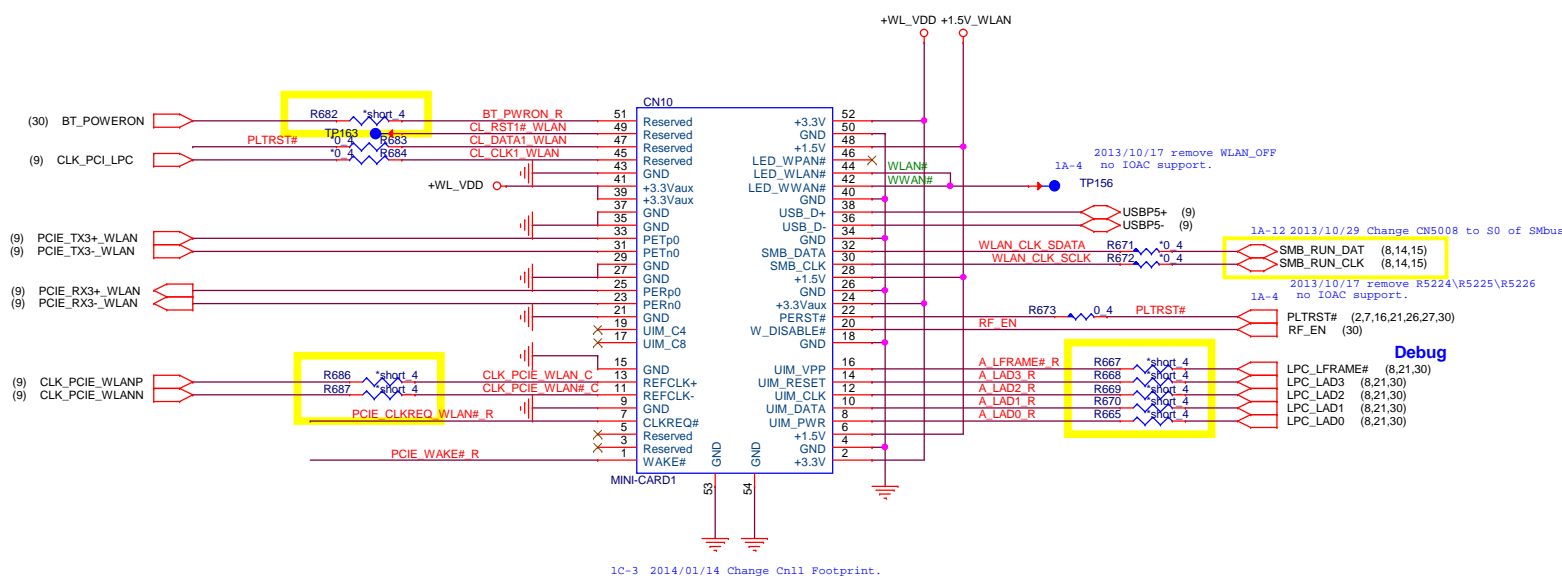 +WL_VDD +1.5V_WLAN
CN10
(30) BT_POWERON
R682 *short_4
BT_PWRON_R
51 Reserved
+3.3V 52
TP163
CL_RST1#_WLAN
49 Reserved
GND 50
PLTRST#
*0_4 R683
CL_DATA1_WLAN
47 Reserved
+1.5V 48
(9) CLK_PCI_LPC
*0_4 R684
CL_CLK1_WLAN
45 Reserved
LED_WPAN# 46
2013/10/17 remove WLAN_OFF
1A-4 no IOAC support.
43 GND
LED_WLAN# 44
WLAN#
+WL_VDD
41 +3.3Vaux
LED_WWAN# 42
WWAN#
TP156
39 +3.3Vaux
GND 40
37 GND
USB_D+ 38
USBP5+ (9)
35 GND
USB_D- 36
USBP5- (9)
(9) PCIE_TX3+_WLAN
33 PETp0
GND 34
1A-12 2013/10/29 Change CN5008 to S0 of SMbus
(9) PCIE_TX3-_WLAN
31 PETn0
SMB_DATA 32
WLAN_CLK_SDATA
R671 *0_4
SMB_RUN_DAT (8,14,15)
29 GND
SMB_CLK 30
WLAN_CLK_SCLK
R672 *0_4
SMB_RUN_CLK (8,14,15)
27 GND
+1.5V 28
2013/10/17 remove R5224\R5225\R5226
1A-4 no IOAC support.
(9) PCIE_RX3+_WLAN
25 PERp0
GND 26
(9) PCIE_RX3-_WLAN
23 PERn0
+3.3Vaux 24
21 GND
PERST# 22
R673 0_4
PLTRST#
PLTRST# (2,7,16,21,26,27,30)
19 UIM_C4
W_DISABLE# 20
RF_EN
RF_EN (30)
17 UIM_C8
GND 18
Debug
15 GND
UIM_VPP 16
A_LFRAME#_R
R667 *short_4
LPC_LFRAME# (8,21,30)
(9) CLK_PCIE_WLANP
R686 *short_4
CLK_PCIE_WLAN_C
13 REFCLK+
UIM_RESET 14
A_LAD3_R
R668 *short_4
LPC_LAD3 (8,21,30)
(9) CLK_PCIE_WLANN
R687 *short_4
CLK_PCIE_WLAN#_C
11 REFCLK-
UIM_CLK 12
A_LAD2_R
R669 *short_4
LPC_LAD2 (8,21,30)
9 GND
UIM_DATA 10
A_LAD1_R
R670 *short_4
LPC_LAD1 (8,21,30)
PCIE_CLKREQ_WLAN#_R
7 CLKREQ#
UIM_PWR 8
A_LAD0_R
R665 *short_4
LPC_LAD0 (8,21,30)
5 Reserved
+1.5V 6
3 Reserved
GND 4
PCIE_WAKE#_R
1 WAKE#
+3.3V 2
GND GND
MINI-CARD1
53 54
1C-3 2014/01/14 Change Cn11 Footprint.